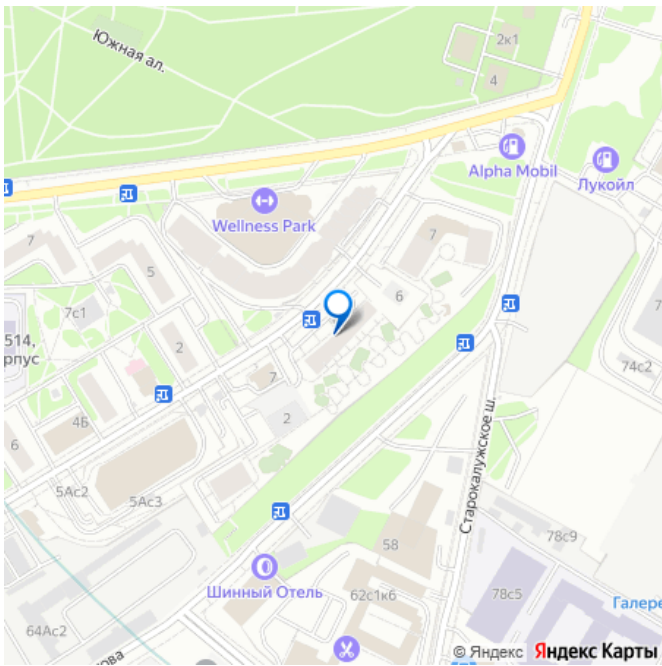 Южная ал.
2к1
4
Alpha Mobil
Лукойл
Wellness Park
7
7
5
6
7с1
514,
рпус
2
74с2
7
4Б
2
6
5Ас2
5Ас3
Старокалужское ш.
58
78с9
Шинный Отель
62с1к6
78с5
Галере
64Ас2
ова
© Яндекс
Яндекс Карты